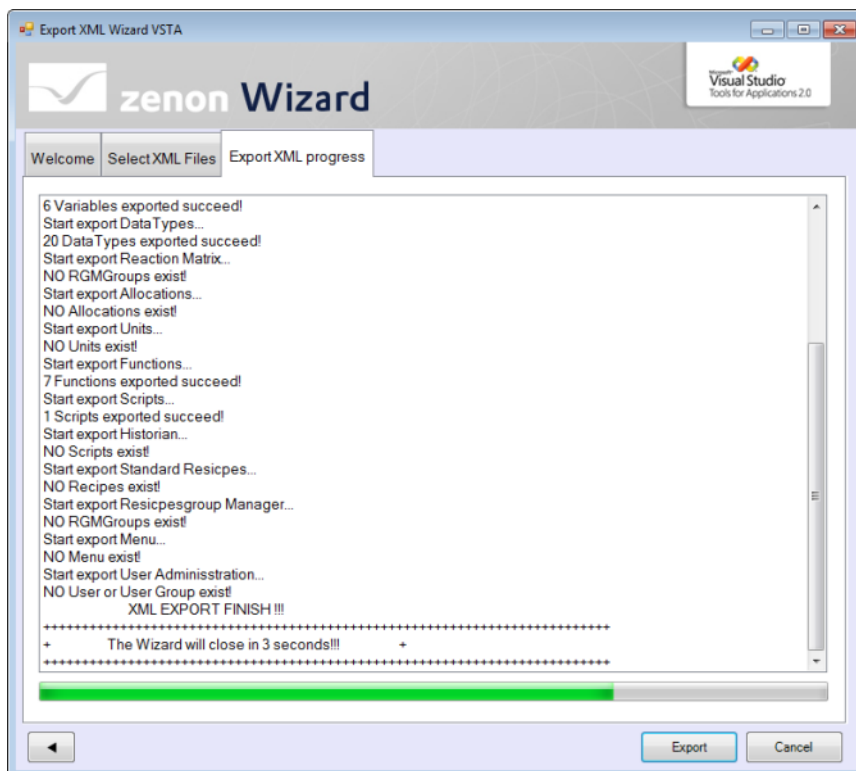 Export XML Wizard VSTA
zenon Wizard
Microsoft
Visual Studio
Tools for Applications 2.0
Welcome
Select XML Files
Export XML progress
6 Variables exported succeed!
Start export DataTypes...
20 DataTypes exported succeed!
Start export Reaction Matrix...
NO RGMGroups exist!
Start export Allocations...
NO Allocations exist!
Start export Units...
NO Units exist!
Start export Functions...
7 Functions exported succeed!
Start export Scripts...
1 Scripts exported succeed!
Start export Historian...
NO Scripts exist!
Start export Standard Resicpes...
NO Recipes exist!
Start export Resicpesgroup Manager...
NO RGMGroups exist!
Start export Menu...
NO Menu exist!
Start export User Adminisstration...
NO User or User Group exist!
XML EXPORT FINISH !!!
+++++++++++++++++++++++++++++++++++++++++++++++++++++++++++++++++++++++++++
+ The Wizard will close in 3 seconds!!! +
+++++++++++++++++++++++++++++++++++++++++++++++++++++++++++++++++++++++++++
Export
Cancel